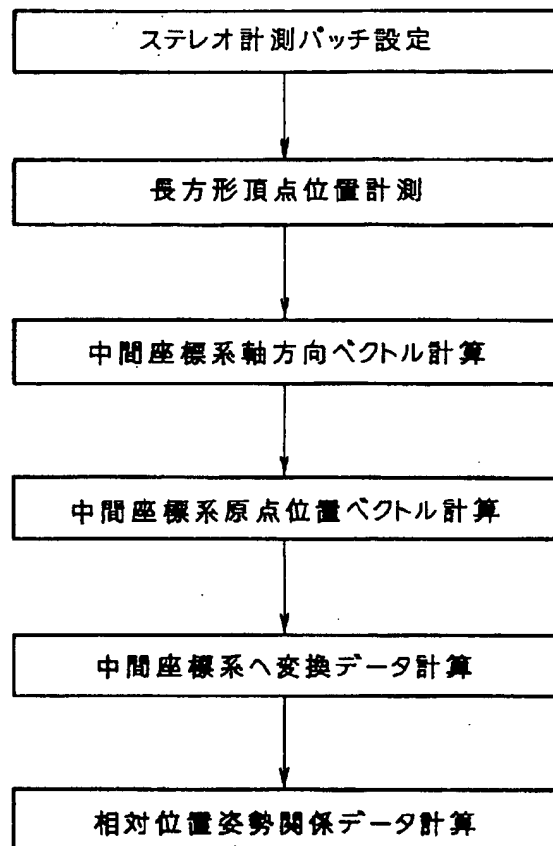 ステレオ計測パッチ設定
長方形頂点位置計測
中間座標系軸方向ベクトル計算
中間座標系原点位置ベクトル計算
中間座標系へ変換データ計算
相対位置姿勢関係データ計算